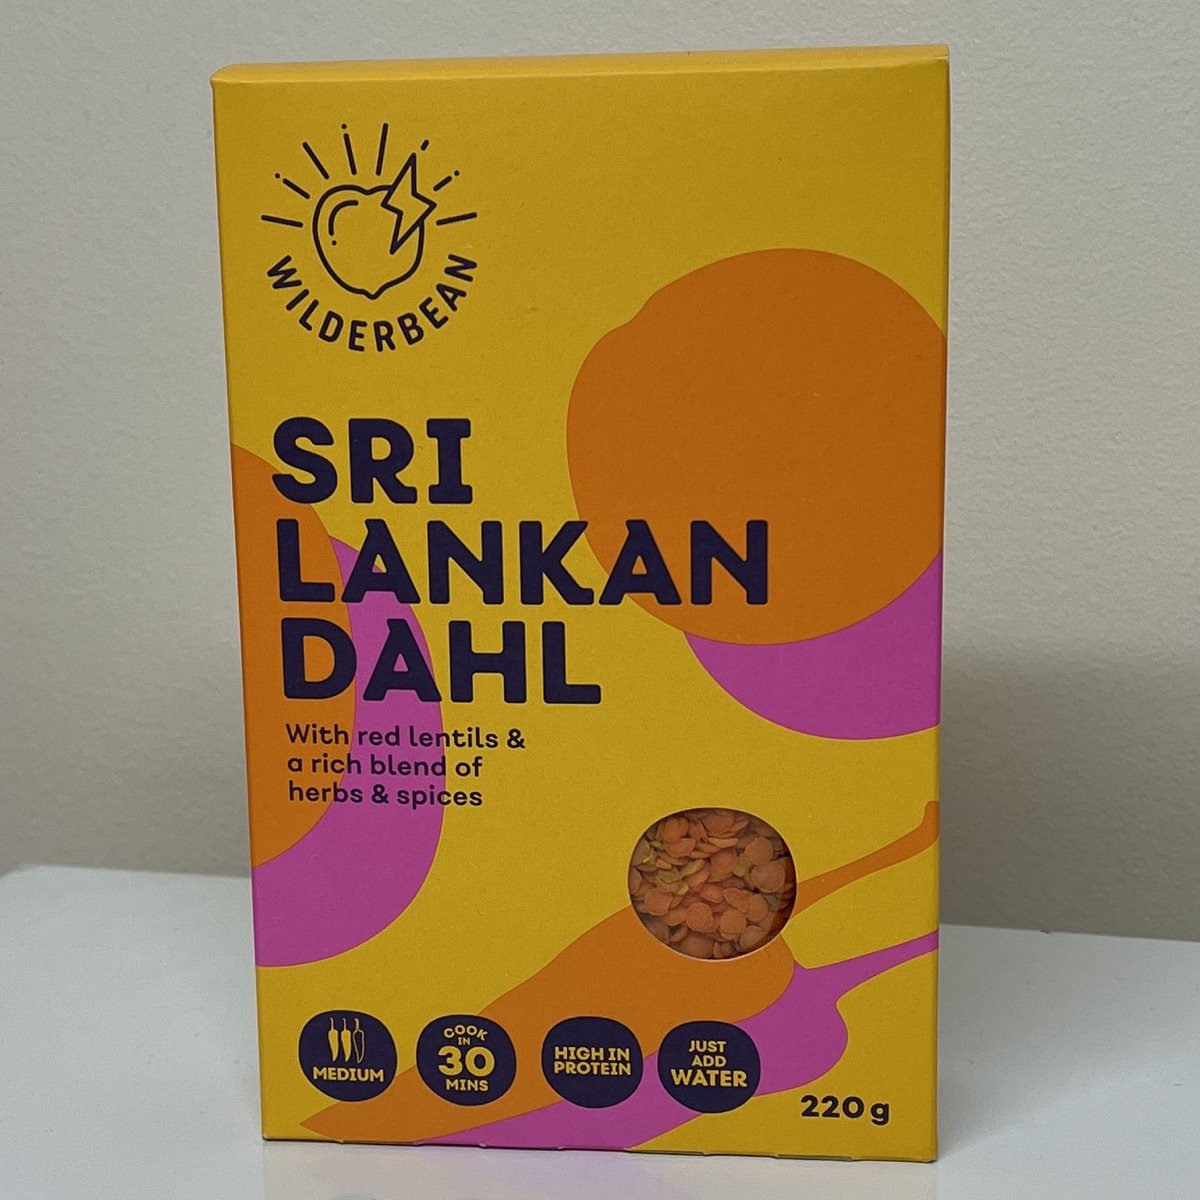 WILDERBEAN
SRI
LANKAN
DAHL
With red lentils &
a rich blend of
herbs & spices
MEDIUM
COOK
IN
30
MINS
HIGH IN
PROTEIN
JUST
ADD
WATER
220 g